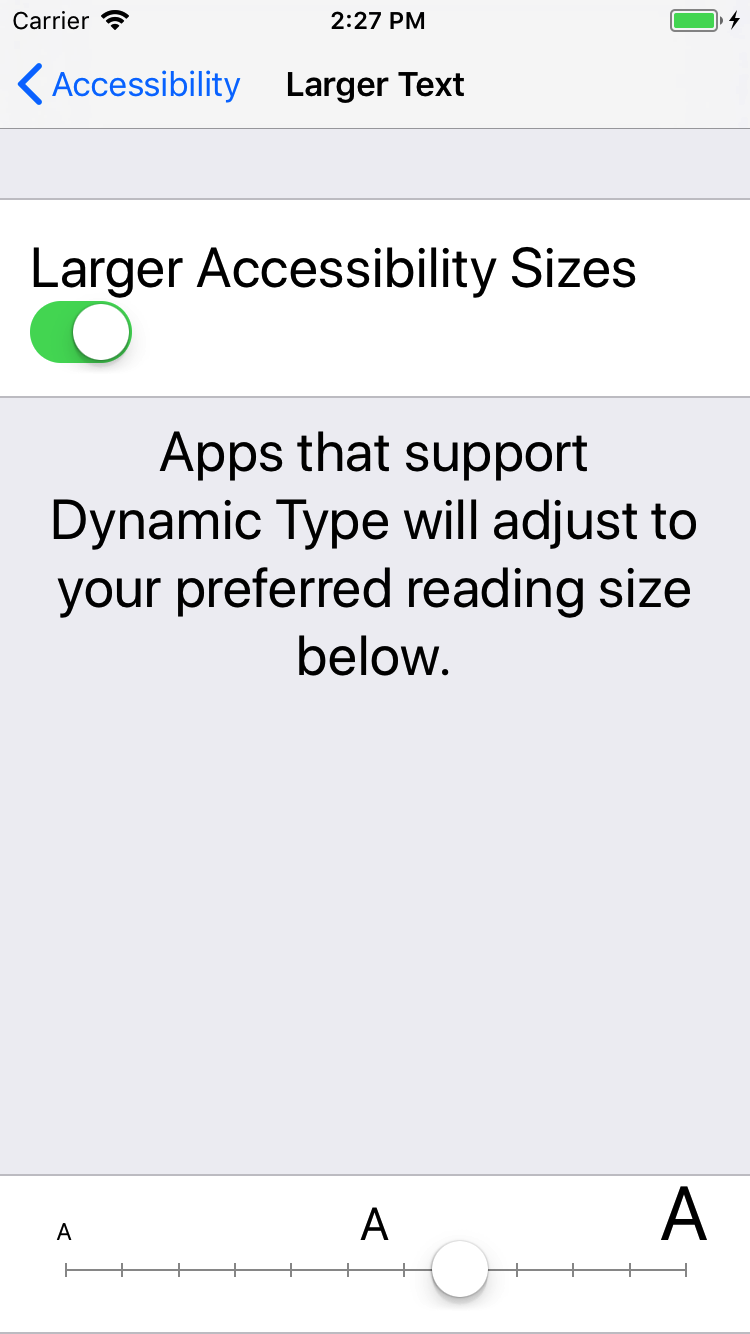 Carrier 2:27 PM
Accessibility Larger Text
Larger Accessibility Sizes
Apps that support
Dynamic Type will adjust to
your preferred reading size
below.
A A A